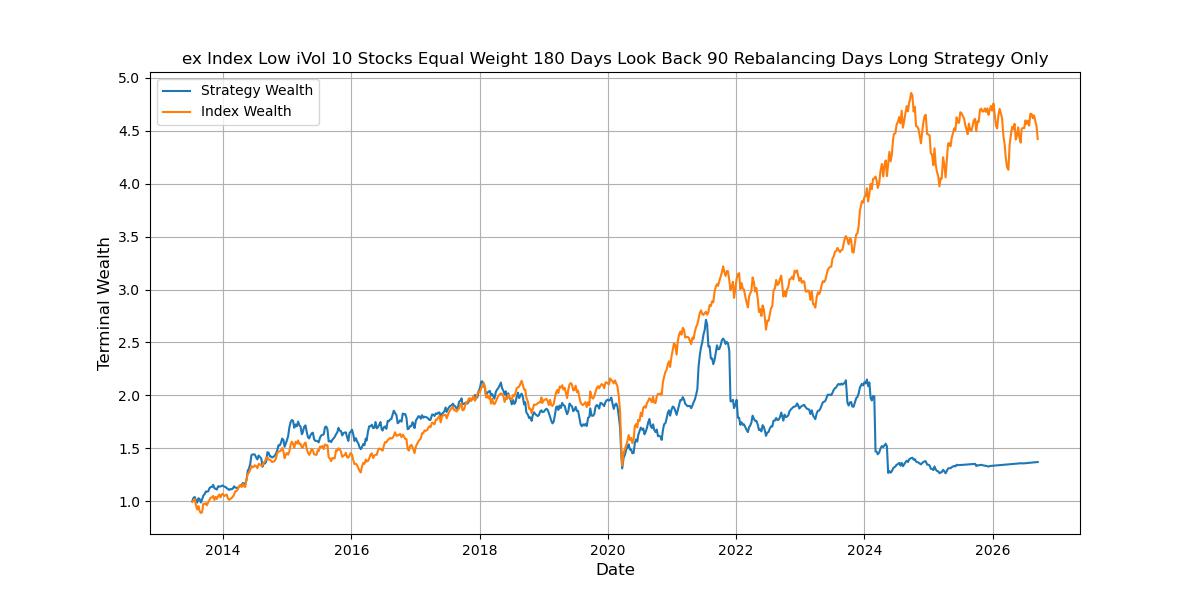 ex Index Low iVol 10 Stocks Equal Weight 180 Days Look Back 90 Rebalancing Days Long Strategy Only
Strategy Wealth
Index Wealth
5.0
4.5
4.0
3.5
3.0
2.5
2.0
1.5
1.0
Terminal Wealth
2014 2016 2018 2020 2022 2024 2026
Date